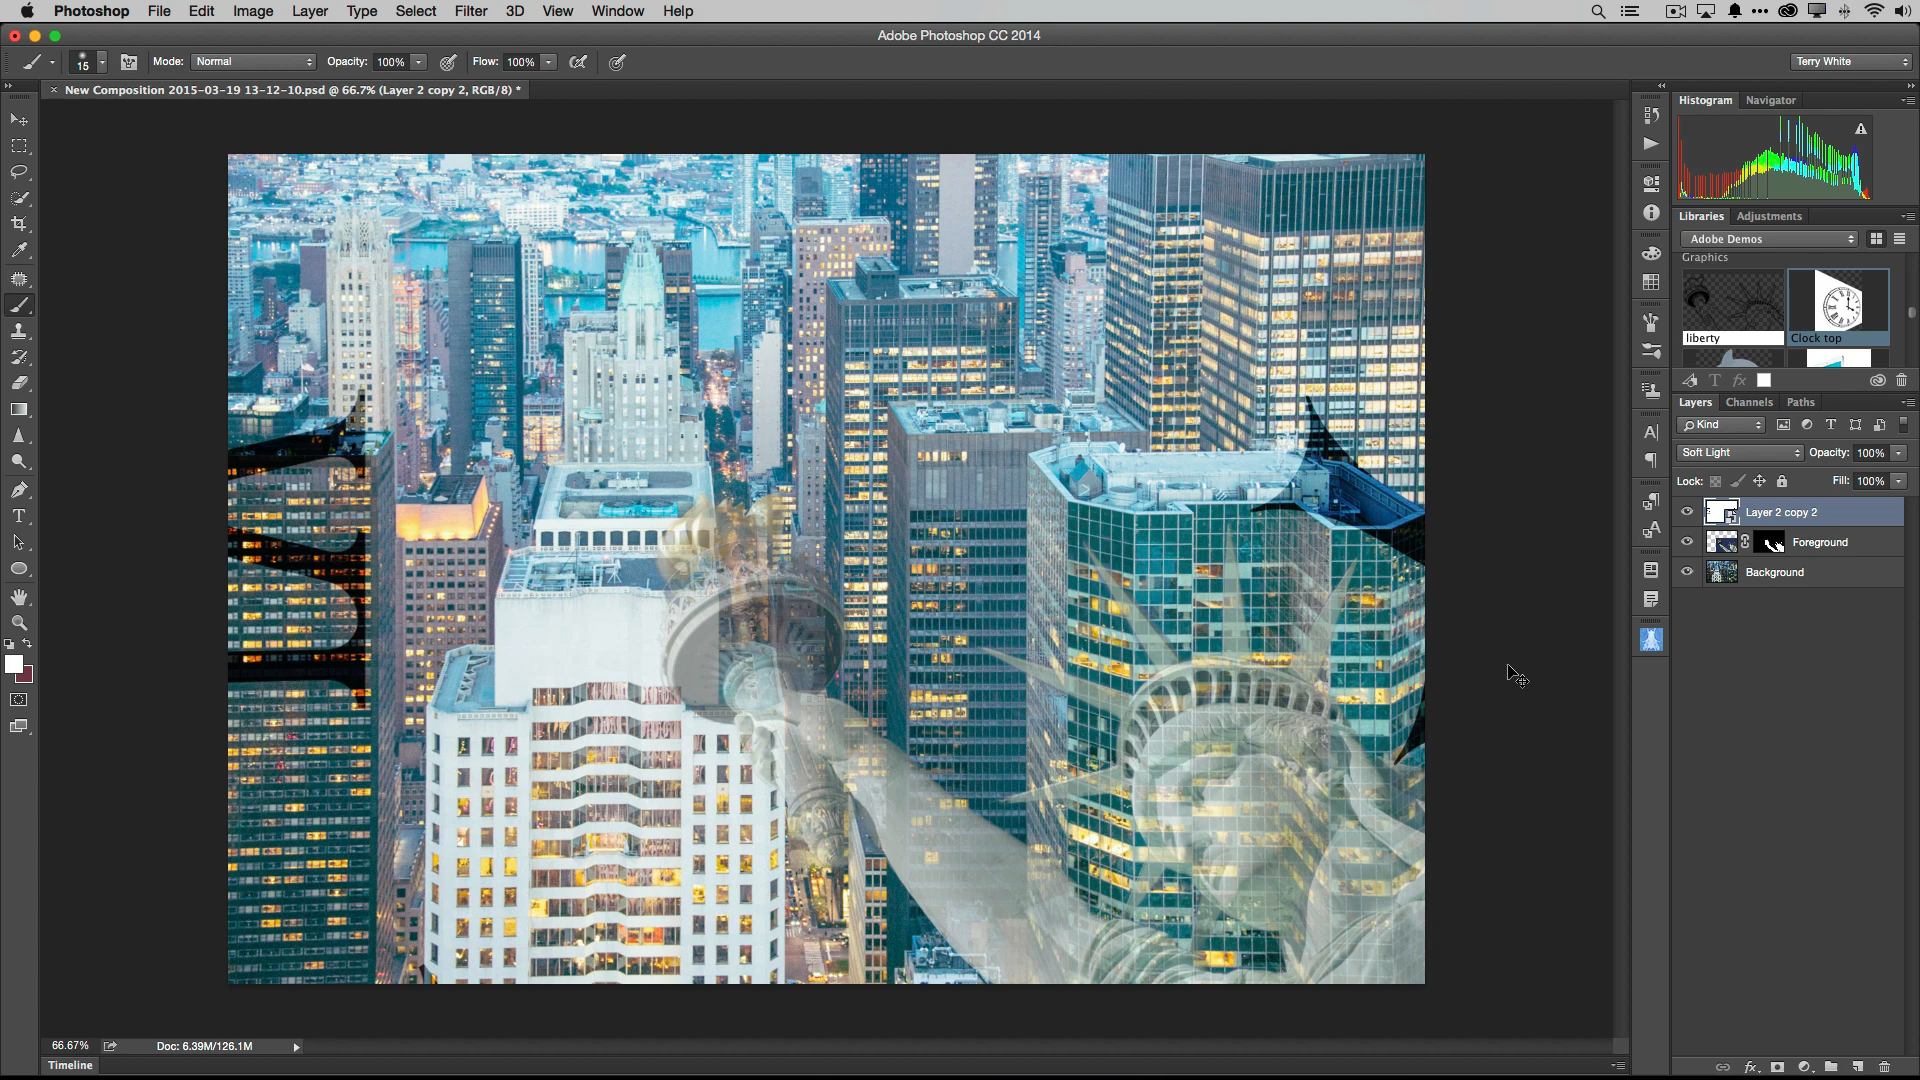 Photoshop File Edit Image Layer Type Select Filter 3D View Window Help
Adobe Photoshop CC 2014
15 Mode: Normal Opacity: 100% Flow: 100% Terry White
× New Composition 2015-03-19 13-12-10.psd @ 66.7% (Layer 2 copy 2, RGB/8) *
Histogram Navigator
Libraries Adjustments
Adobe Demos
Graphics
liberty Clock top
T fx
Layers Channels Paths
Kind T
Soft Light Opacity: 100%
Lock: Fill: 100%
Layer 2 copy 2
Foreground
Background
66.67% Doc: 6.39M/126.1M
Timeline
fx